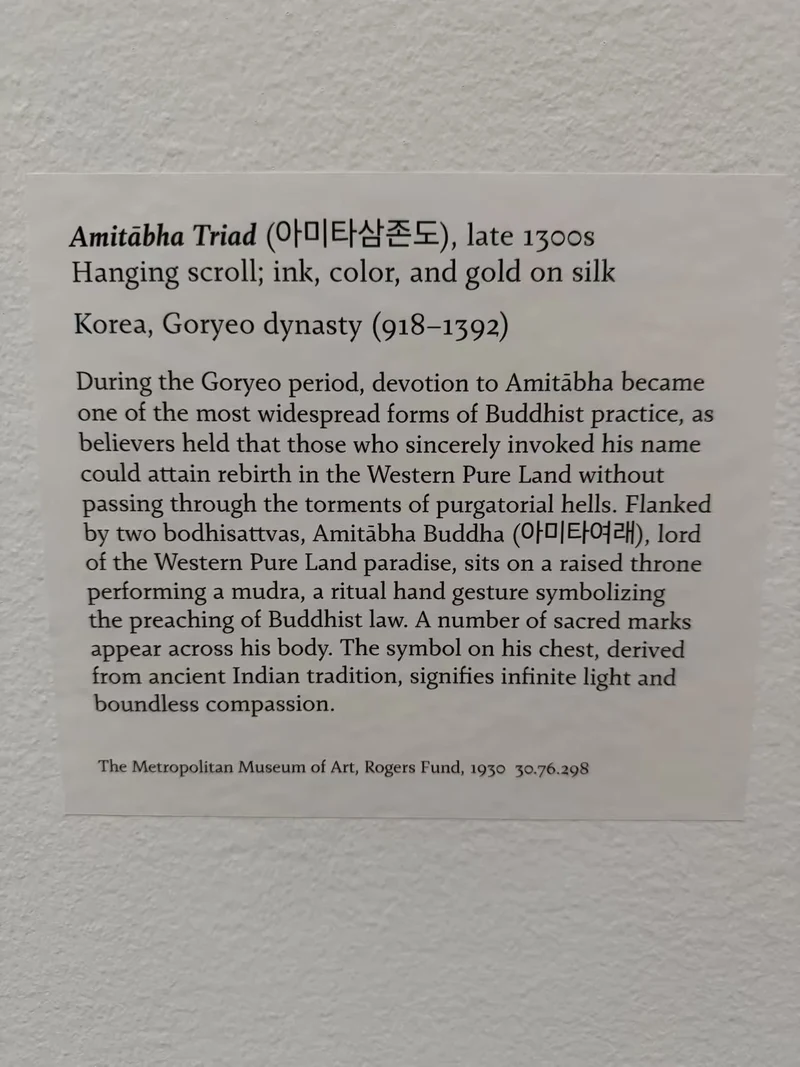 Amitābha Triad (아미타삼존도), late 1300s
Hanging scroll; ink, color, and gold on silk
Korea, Goryeo dynasty (918–1392)
During the Goryeo period, devotion to Amitābha became
one of the most widespread forms of Buddhist practice, as
believers held that those who sincerely invoked his name
could attain rebirth in the Western Pure Land without
passing through the torments of purgatorial hells. Flanked
by two bodhisattvas, Amitābha Buddha (아미타여래), lord
of the Western Pure Land paradise, sits on a raised throne
performing a mudra, a ritual hand gesture symbolizing
the preaching of Buddhist law. A number of sacred marks
appear across his body. The symbol on his chest, derived
from ancient Indian tradition, signifies infinite light and
boundless compassion.
The Metropolitan Museum of Art, Rogers Fund, 1930 30.76.298